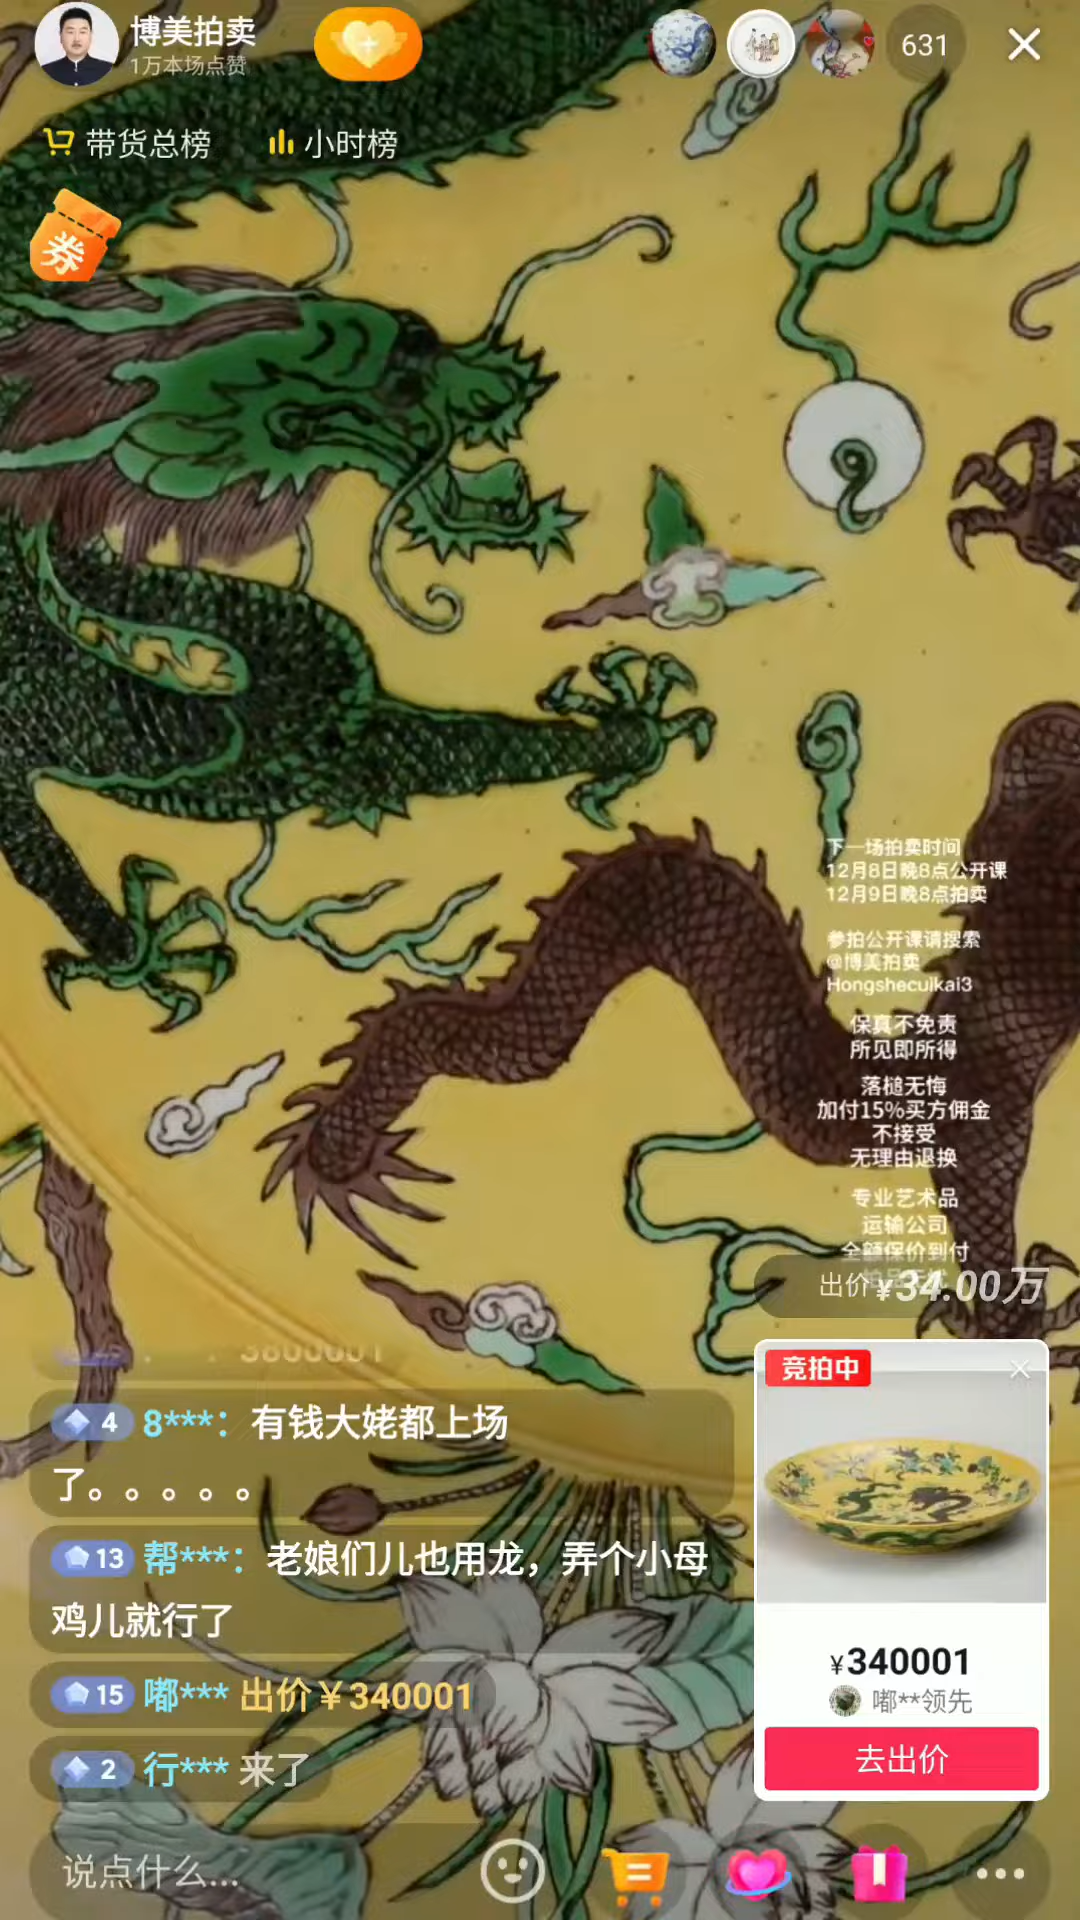 博美拍卖
1万本场点赞
631
带货总榜
小时榜
券
下一场拍卖时间
12月8日晚8点公开课
12月9日晚8点拍卖
参拍公开课请搜索
@博美拍卖
Hongshecuikai3
保真不免责
所见即所得
落槌无悔
加付15%买方佣金
不接受
无理由退换
专业艺术品
运输公司
全额保价到付
出价¥34.00万
竞拍中
4 8***：有钱大姥都上场
了。。。。。
13 帮***：老娘们儿也用龙，弄个小母
鸡儿就行了
15 嘟*** 出价￥340001
2 行*** 来了
¥340001
嘟**领先
去出价
说点什么...